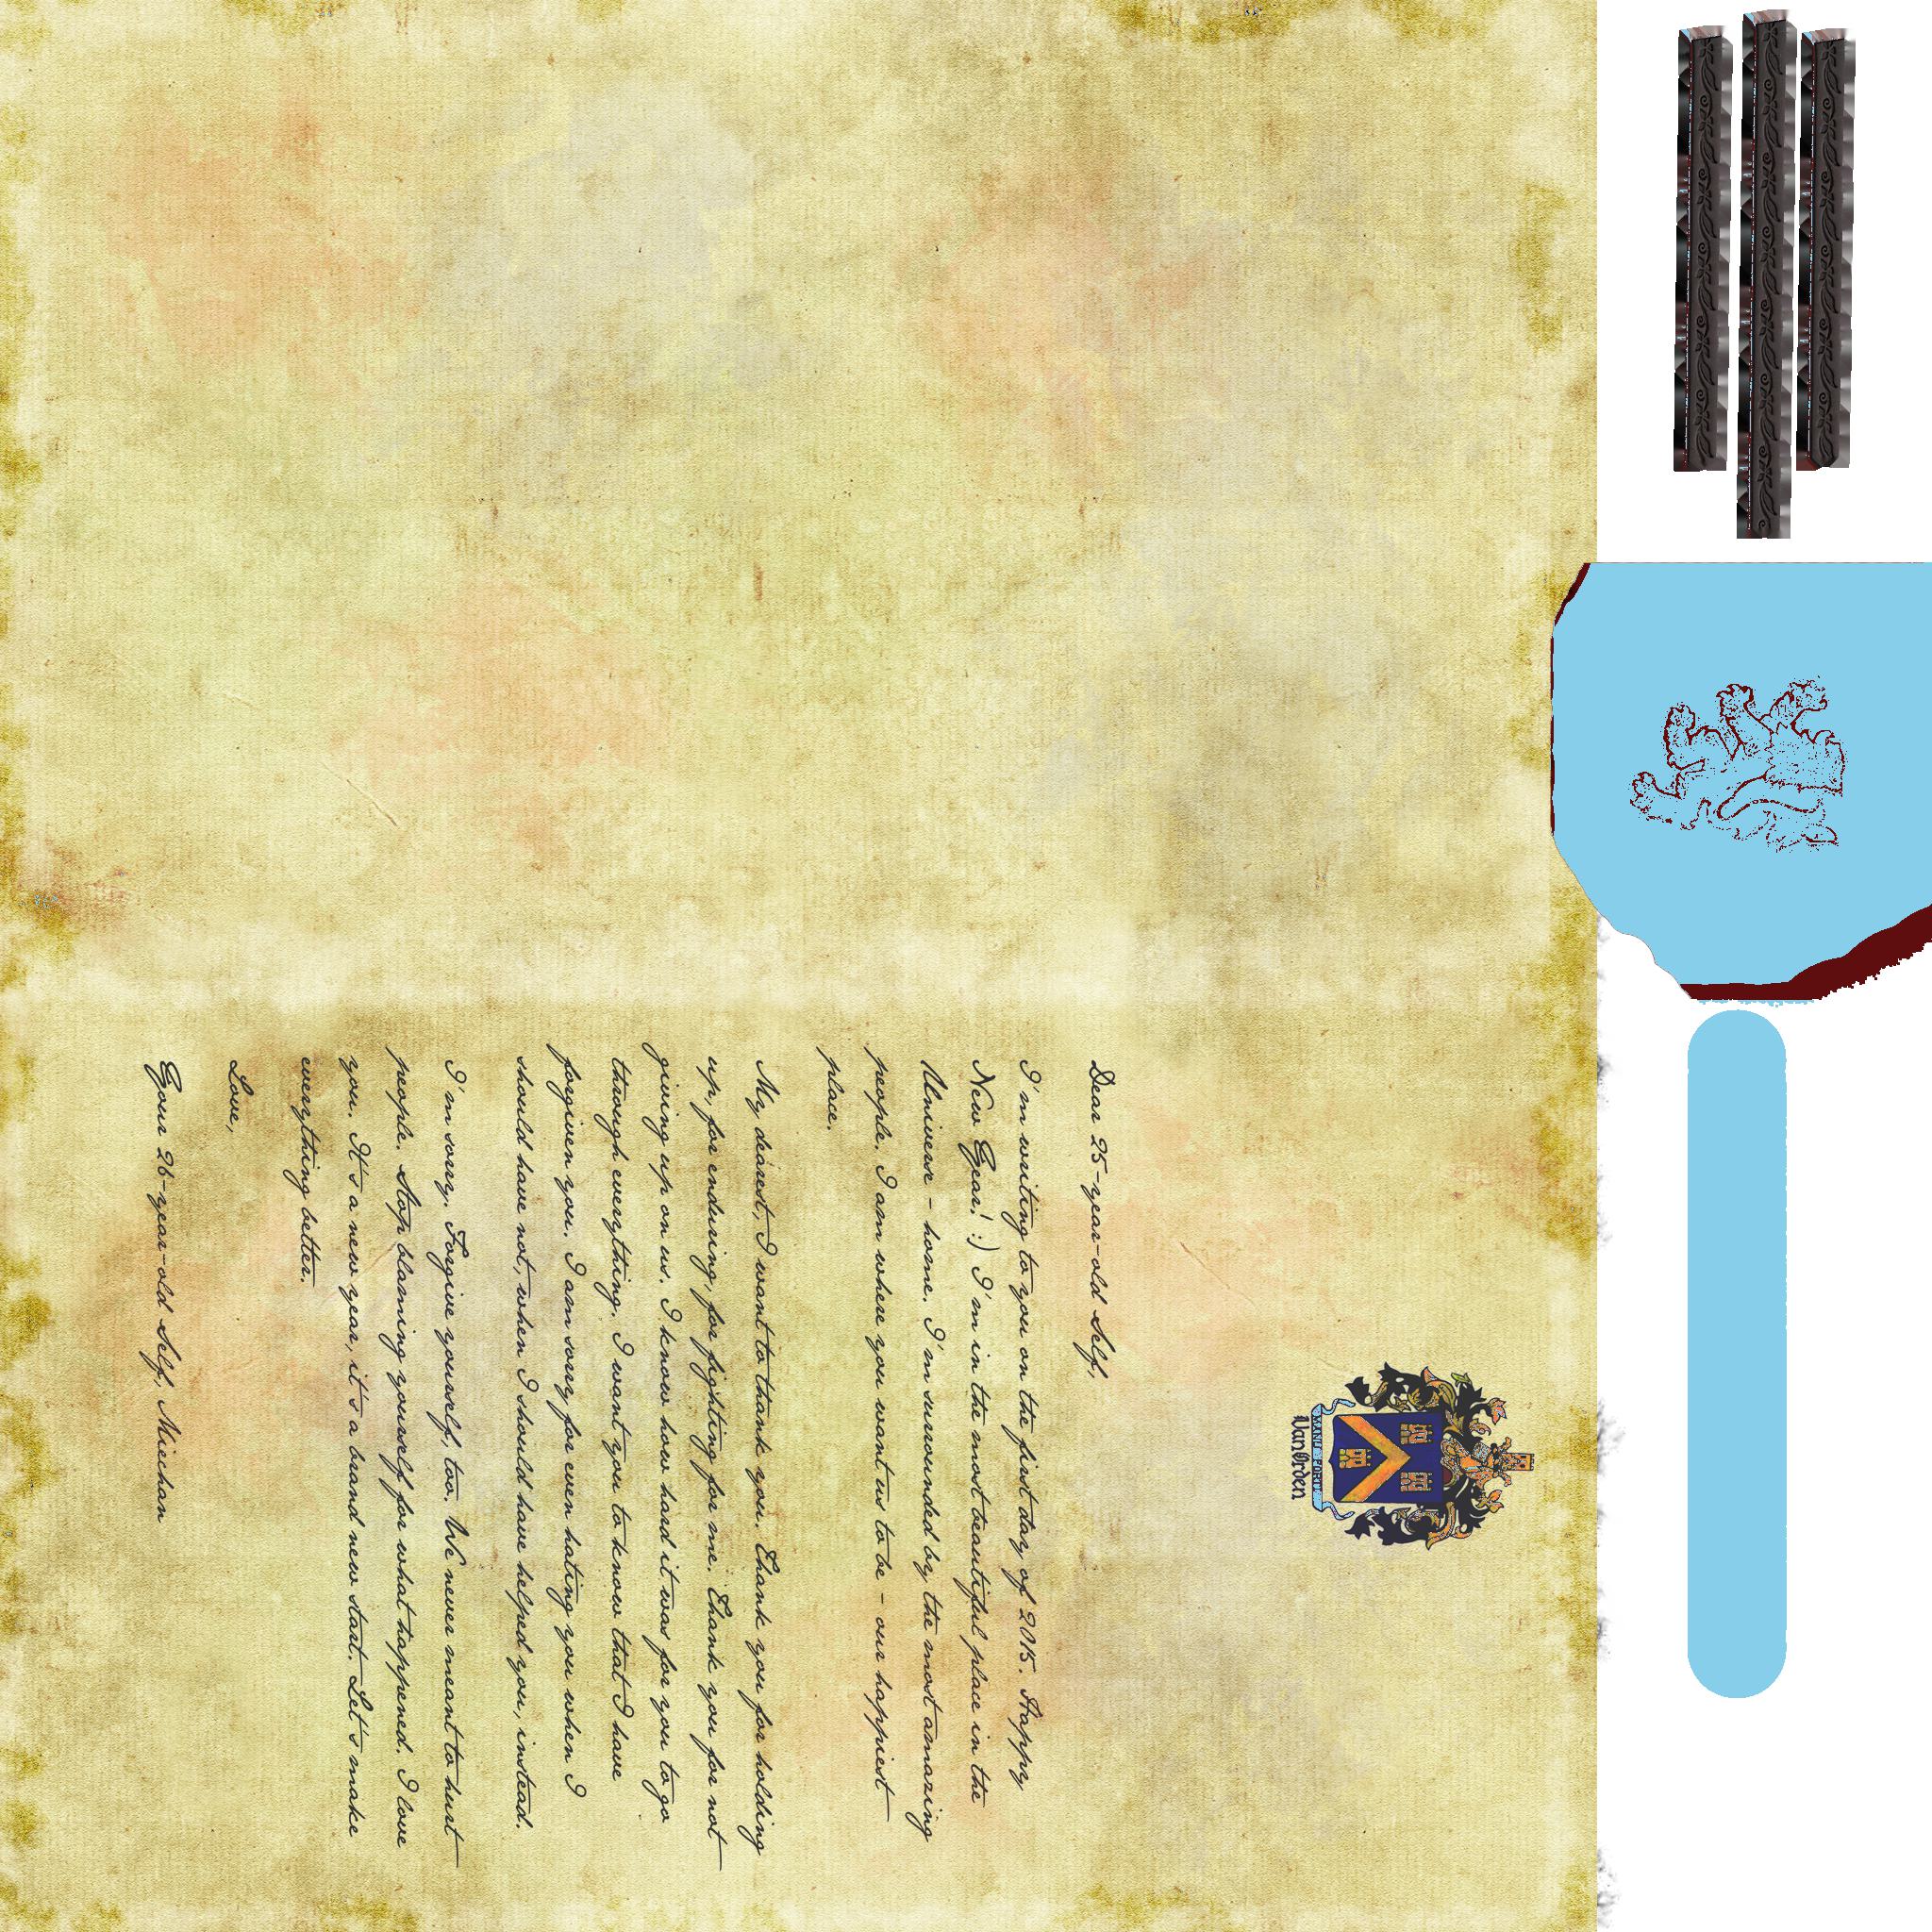 MANU FORTI
Van Orden
Dear 25-year-old Self,
I'm writing to you on the first day of 2015. Happy
New Year! :) I'm in the most beautiful place in the
Universe - home. I'm surrounded by the most amazing
people. I am where you want us to be - our happiest
place.
My dearest, I want to thank you. Thank you for holding
up, for enduring, for fighting for me. Thank you for not
giving up on us. I know how hard it was for you to go
through everything. I want you to know that I have
forgiven you. I am sorry for even hating you when I
should have not, when I should have helped you, instead.
I'm sorry. Forgive yourself, too. We never meant to hurt
people. Stop blaming yourself for what happened. I love
you. It's a new year, it's a brand new start. Let's make
everything better.
Love,
Your 26-year-old Self, Miechan